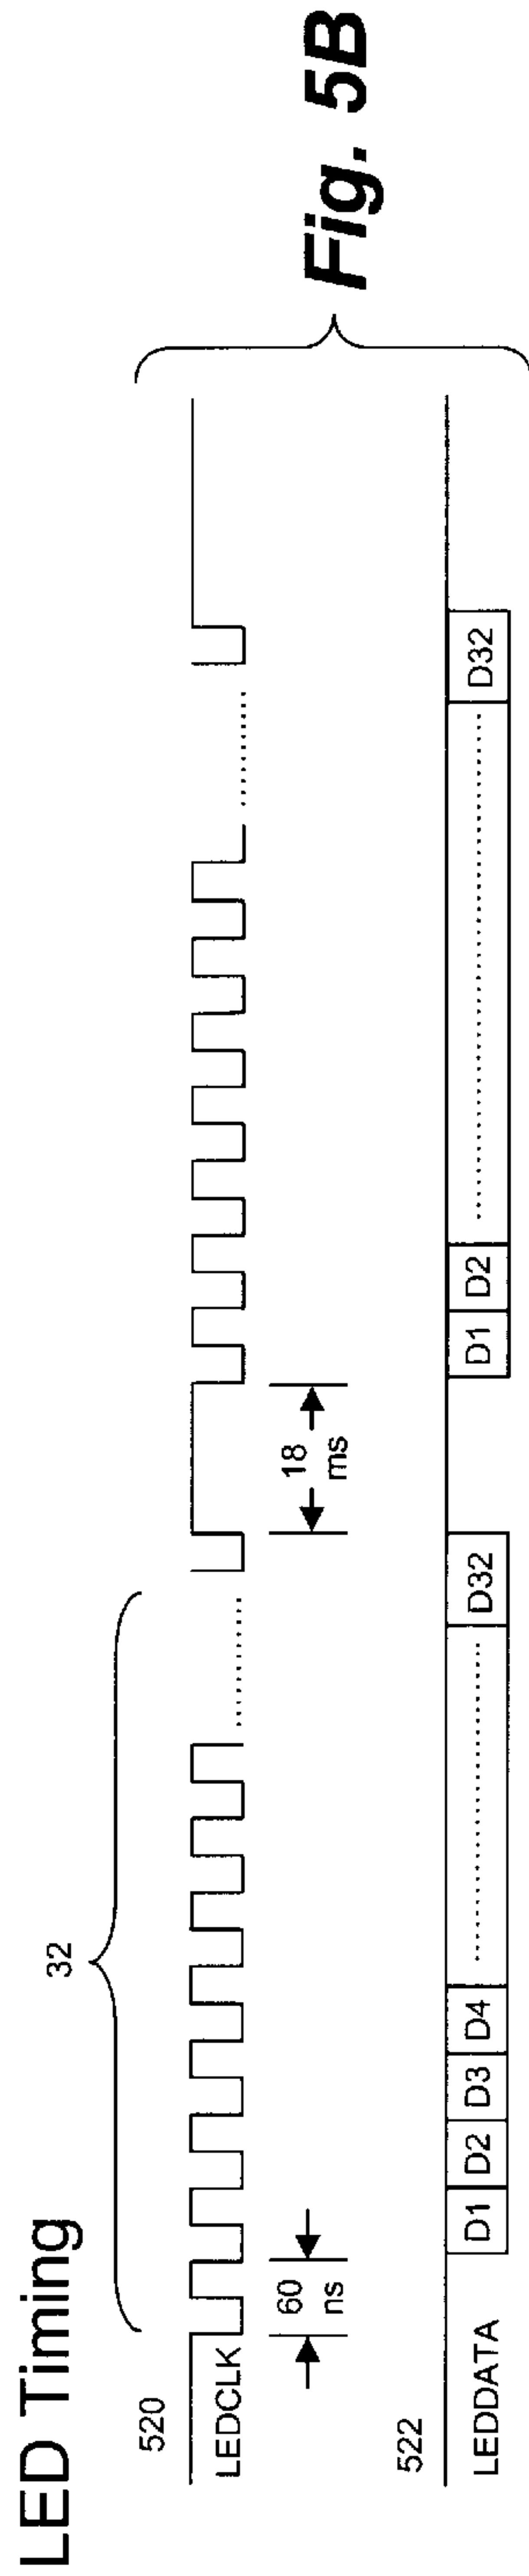 LED Timing
32
520
LEDCLK
60
ns
18
ms
522
LEDDATA
D1 D2 D3 D4 D32 D1 D2 D32
Fig. 5B